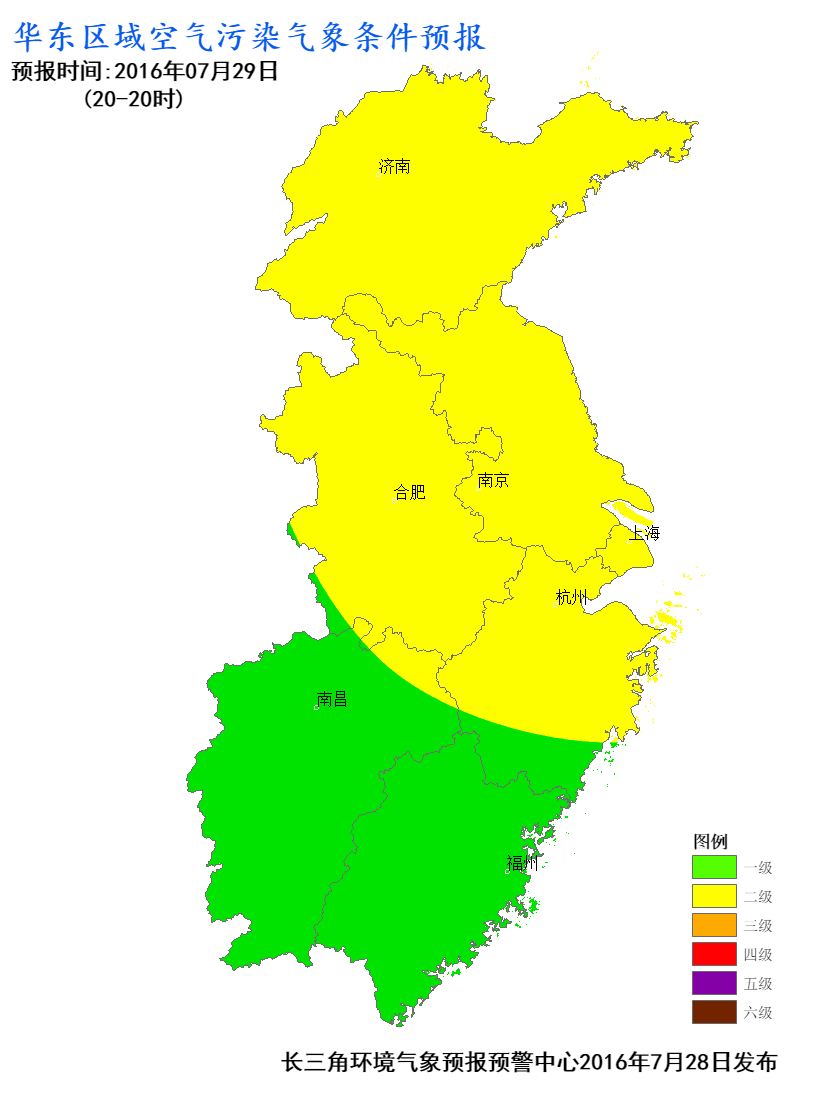 华东区域空气污染气象条件预报
预报时间:2016年07月29日
(20-20时)
济南
南京
合肥
上海
杭州
南昌
福州
图例
一级
二级
三级
四级
五级
六级
长三角环境气象预报预警中心2016年7月28日发布